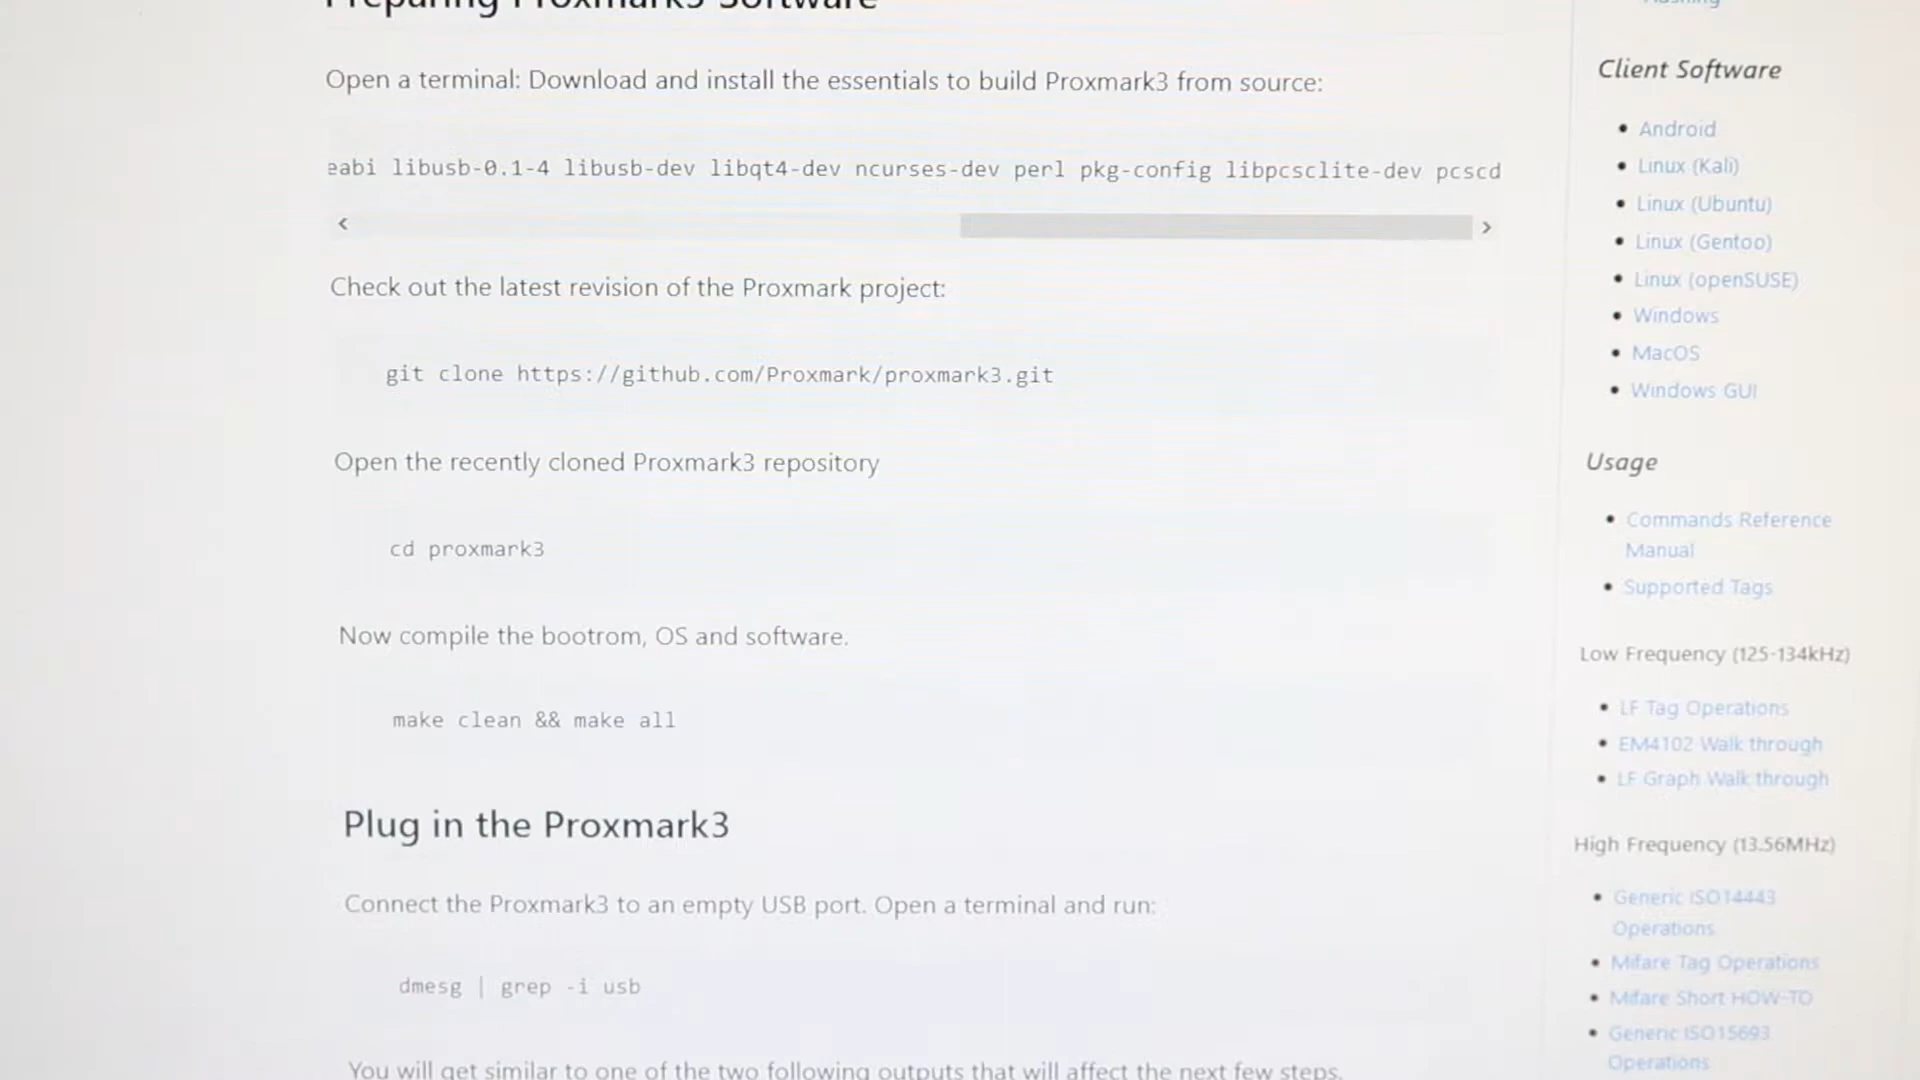 Preparing Proxmark3 Software
Open a terminal: Download and install the essentials to build Proxmark3 from source:
eabi libusb-0.1-4 libusb-dev libqt4-dev ncurses-dev perl pkg-config libpcsclite-dev pcscd
Check out the latest revision of the Proxmark project:
git clone https://github.com/Proxmark/proxmark3.git
Open the recently cloned Proxmark3 repository
cd proxmark3
Now compile the bootrom, OS and software.
make clean && make all
Plug in the Proxmark3
Connect the Proxmark3 to an empty USB port. Open a terminal and run:
dmesg | grep -i usb
You will get similar to one of the two following outputs that will affect the next few steps.
Flashing
Client Software
Android
Linux (Kali)
Linux (Ubuntu)
Linux (Gentoo)
Linux (openSUSE)
Windows
MacOS
Windows GUI
Usage
Commands Reference
Manual
Supported Tags
Low Frequency (125-134kHz)
LF Tag Operations
EM4102 Walk through
LF Graph Walk through
High Frequency (13.56MHz)
Generic ISO14443
Operations
Mifare Tag Operations
Mifare Short HOW-TO
Generic ISO15693
Operations